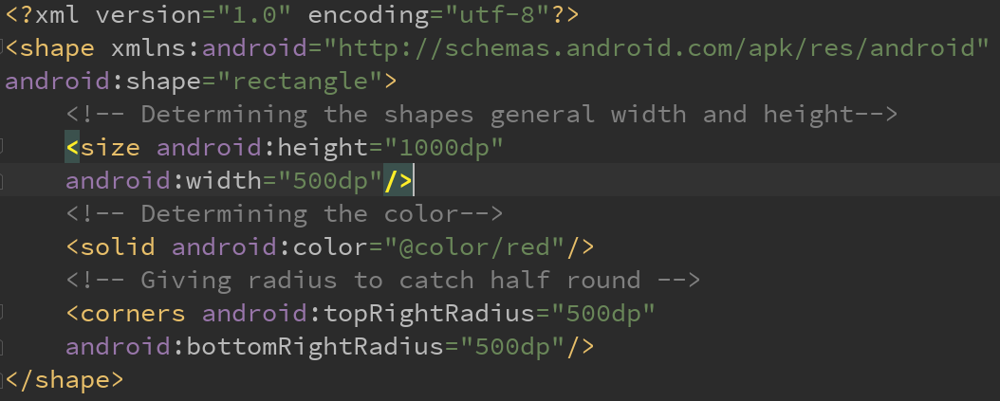 <?xml version="1.0" encoding="utf-8"?>
<shape xmlns:android="http://schemas.android.com/apk/res/android"
android:shape="rectangle">
<!-- Determining the shapes general width and height-->
<size android:height="1000dp"
android:width="500dp"/>
<!-- Determining the color-->
<solid android:color="@color/red"/>
<!-- Giving radius to catch half round -->
<corners android:topRightRadius="500dp"
android:bottomRightRadius="500dp"/>
</shape>